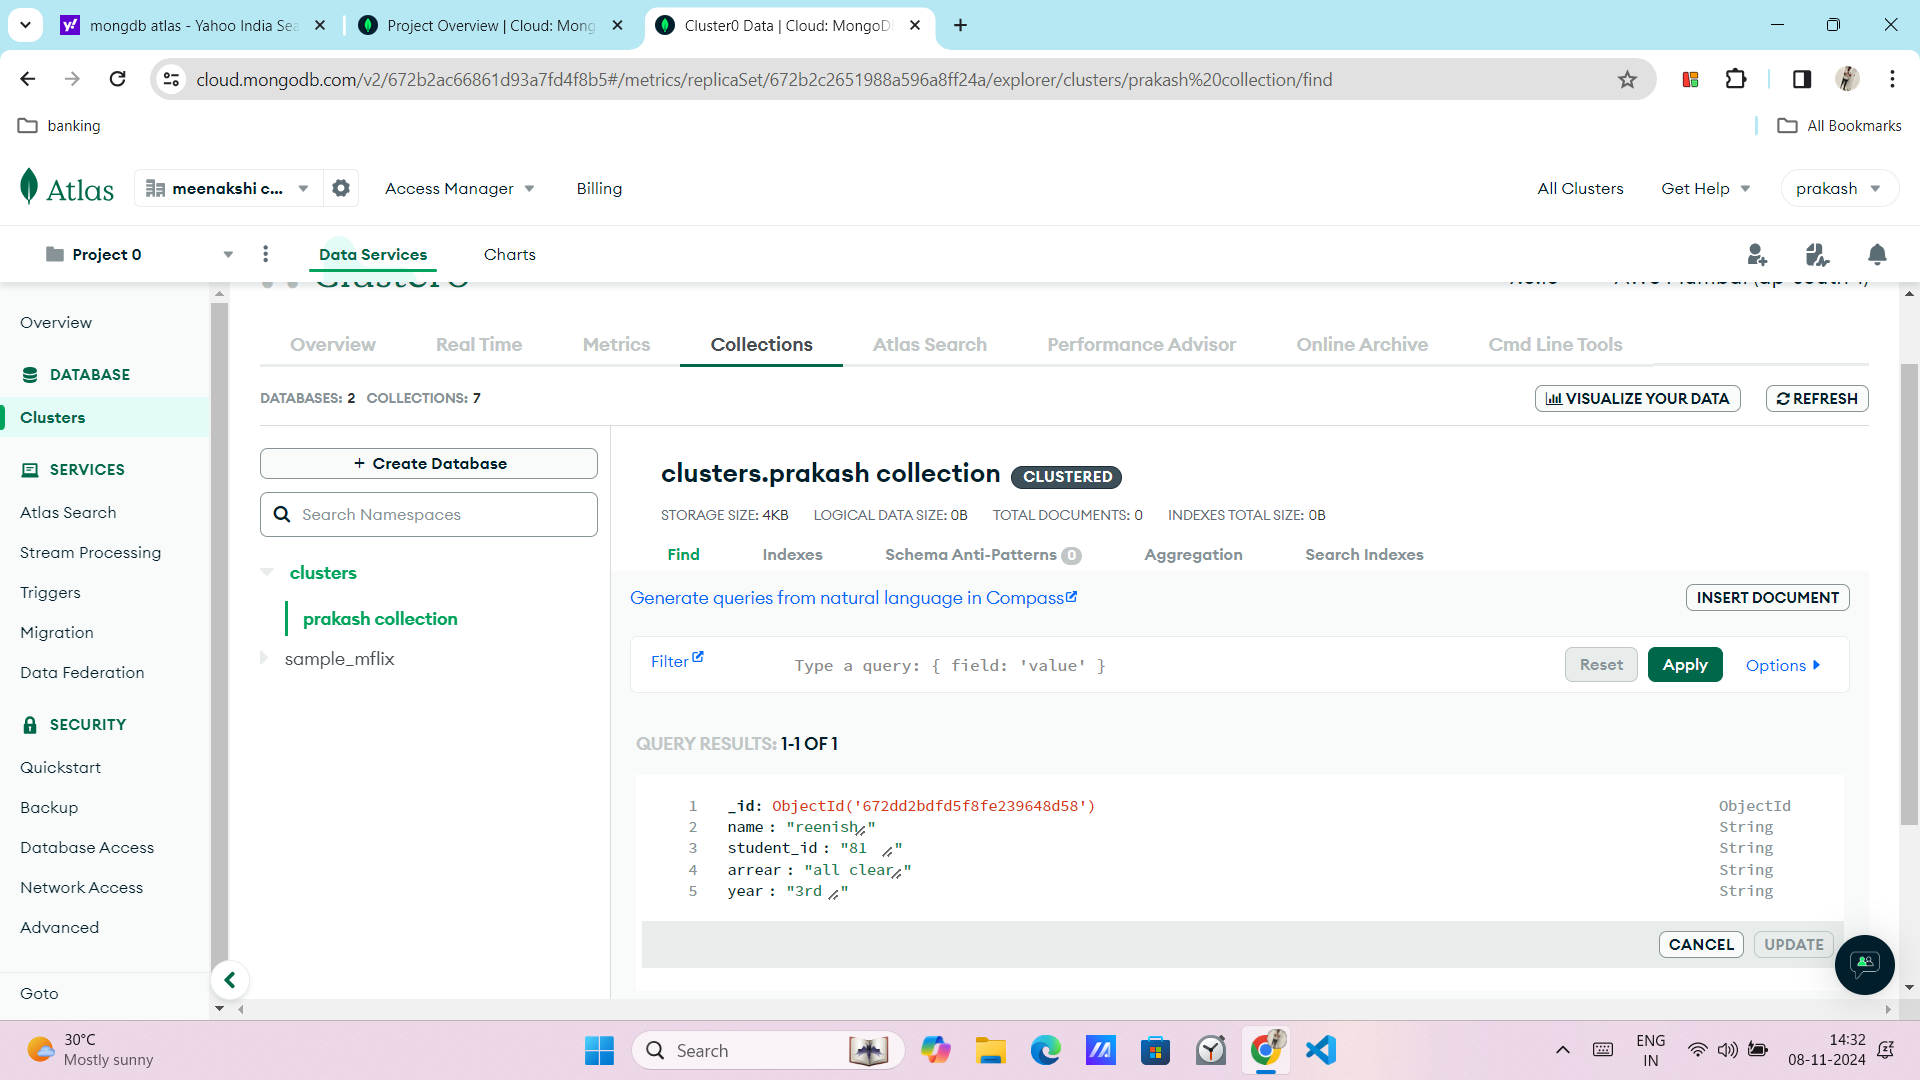 mongodb atlas - Yahoo India Sea
Project Overview | Cloud: Mong
Cluster0 Data | Cloud: MongoD
cloud.mongodb.com/v2/672b2ac66861d93a7fd4f8b5#/metrics/replicaSet/672b2c2651988a596a8ff24a/explorer/clusters/prakash%20collection/find
banking
All Bookmarks
Atlas
meenakshi c...
Access Manager
Billing
All Clusters
Get Help
prakash
Project 0
Data Services
Charts
Overview
DATABASE
Clusters
SERVICES
Atlas Search
Stream Processing
Triggers
Migration
Data Federation
SECURITY
Quickstart
Backup
Database Access
Network Access
Advanced
Goto
Overview
Real Time
Metrics
Collections
Atlas Search
Performance Advisor
Online Archive
Cmd Line Tools
DATABASES: 2 COLLECTIONS: 7
VISUALIZE YOUR DATA
REFRESH
+ Create Database
Search Namespaces
clusters
prakash collection
sample_mflix
clusters.prakash collection
CLUSTERED
STORAGE SIZE: 4KB LOGICAL DATA SIZE: 0B TOTAL DOCUMENTS: 0 INDEXES TOTAL SIZE: 0B
Find
Indexes
Schema Anti-Patterns 0
Aggregation
Search Indexes
Generate queries from natural language in Compass
INSERT DOCUMENT
Filter
Type a query: { field: 'value' }
Reset
Apply
Options
QUERY RESULTS: 1-1 OF 1
1 _id: ObjectId('672dd2bdfd5f8fe239648d58') ObjectId
2 name : "reenish" String
3 student_id : "81 " String
4 arrear : "all clear" String
5 year : "3rd " String
CANCEL
UPDATE
30°C
Mostly sunny
Search
ENG
IN
14:32
08-11-2024